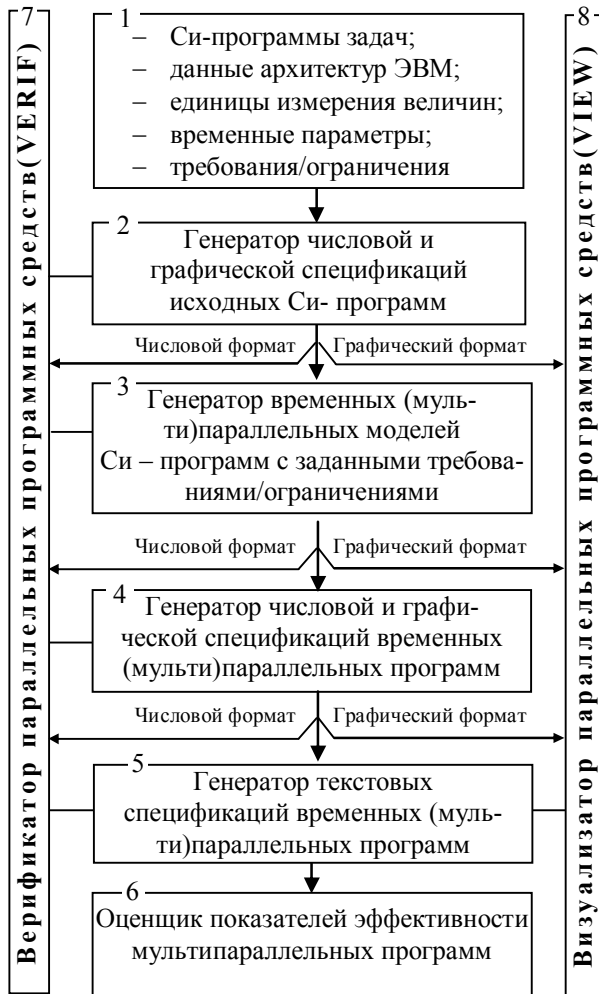 7
8
1
– Си-программы задач;
– данные архитектур ЭВМ;
– единицы измерения величин;
– временные параметры;
– требования/ограничения
2
Генератор числовой и
графической спецификаций
исходных Си- программ
Числовой формат Графический формат
3
Генератор временных (муль-
ти)параллельных моделей
Си – программ с заданными требова-
ниями/ограничениями
Числовой формат Графический формат
4
Генератор числовой и графи-
ческой спецификаций временных
(мульти)параллельных программ
Числовой формат Графический формат
5
Генератор текстовых
спецификаций временных (муль-
ти)параллельных программ
6
Оценщик показателей эффективности
мультипараллельных программ
Верификатор параллельных програм средств(VERIF)
Визуализатор параллельных программных средств(VIEW)